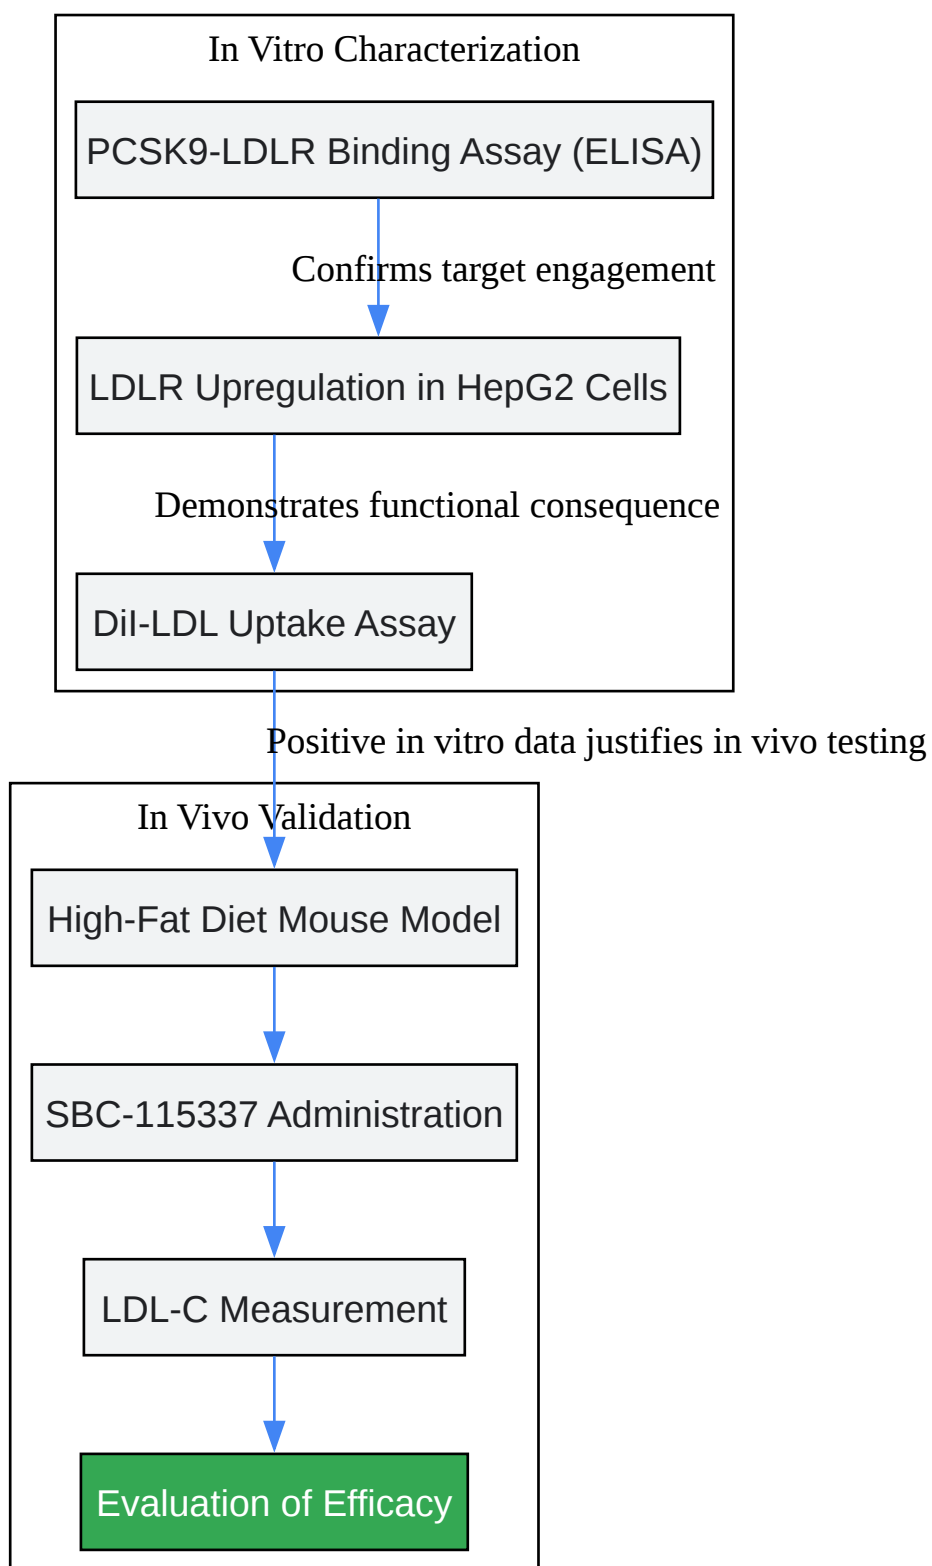 In Vitro Characterization
PCSK9-LDLR Binding Assay (ELISA)
Confirms target engagement
LDLR Upregulation in HepG2 Cells
Demonstrates functional consequence
DiI-LDL Uptake Assay
Positive in vitro data justifies in vivo testing
In Vivo Validation
High-Fat Diet Mouse Model
SBC-115337 Administration
LDL-C Measurement
Evaluation of Efficacy